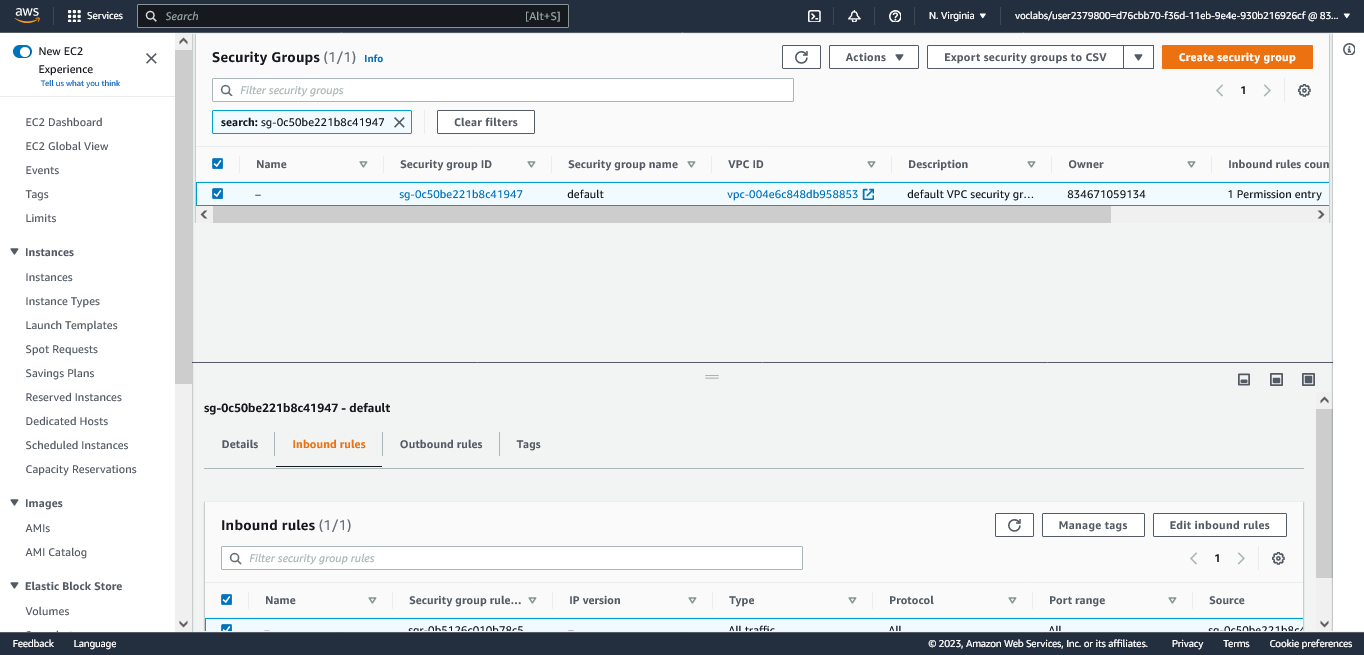 aws Services Search [Alt+S] N. Virginia voclabs/user2379800=d76cbb70-f36d-11eb-9e4e-930b216926cf @ 83...
New EC2 Experience
Tell us what you think
EC2 Dashboard
EC2 Global View
Events
Tags
Limits
Instances
Instances
Instance Types
Launch Templates
Spot Requests
Savings Plans
Reserved Instances
Dedicated Hosts
Scheduled Instances
Capacity Reservations
Images
AMIs
AMI Catalog
Elastic Block Store
Volumes
Security Groups (1/1) Info Actions Export security groups to CSV Create security group
Filter security groups 1
search: sg-0c50be221b8c41947 Clear filters
Name Security group ID Security group name VPC ID Description Owner Inbound rules coun
– sg-0c50be221b8c41947 default vpc-004e6c848db958853 default VPC security gr... 834671059134 1 Permission entry
sg-0c50be221b8c41947 - default
Details Inbound rules Outbound rules Tags
Inbound rules (1/1) Manage tags Edit inbound rules
Filter security group rules 1
Name Security group rule... IP version Type Protocol Port range Source
– sgr-0b5126c010b78c5 – All traffic All All sg-0c50be221b8c4
Feedback Language © 2023, Amazon Web Services, Inc. or its affiliates. Privacy Terms Cookie preferences